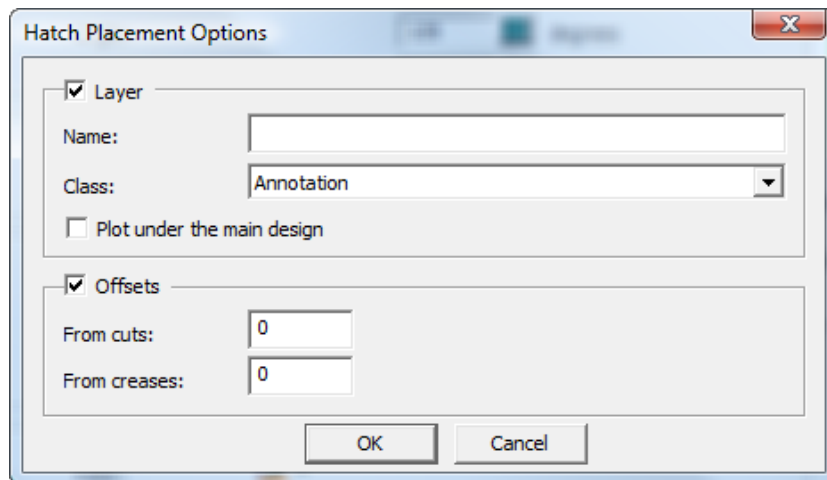 Hatch Placement Options
Layer
Name:
Class: Annotation
Plot under the main design
Offsets
From cuts: 0
From creases: 0
OK Cancel